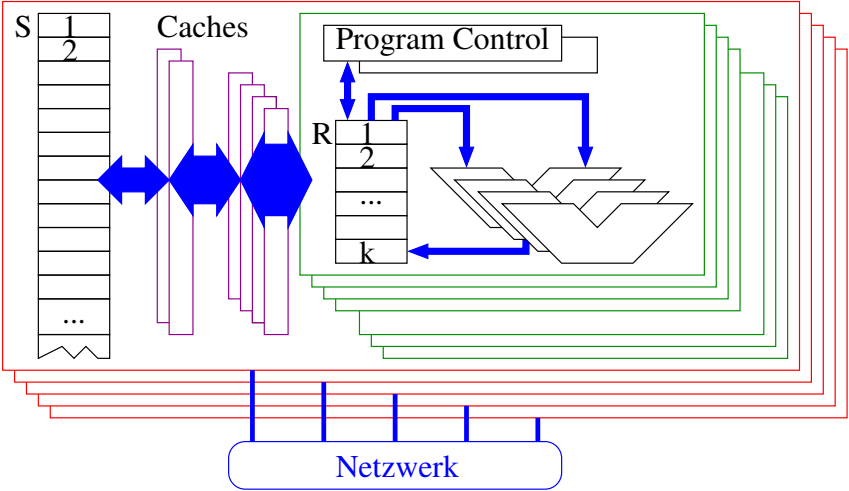 S
1
2
...
Caches
Program Control
R
1
2
...
k
Netzwerk